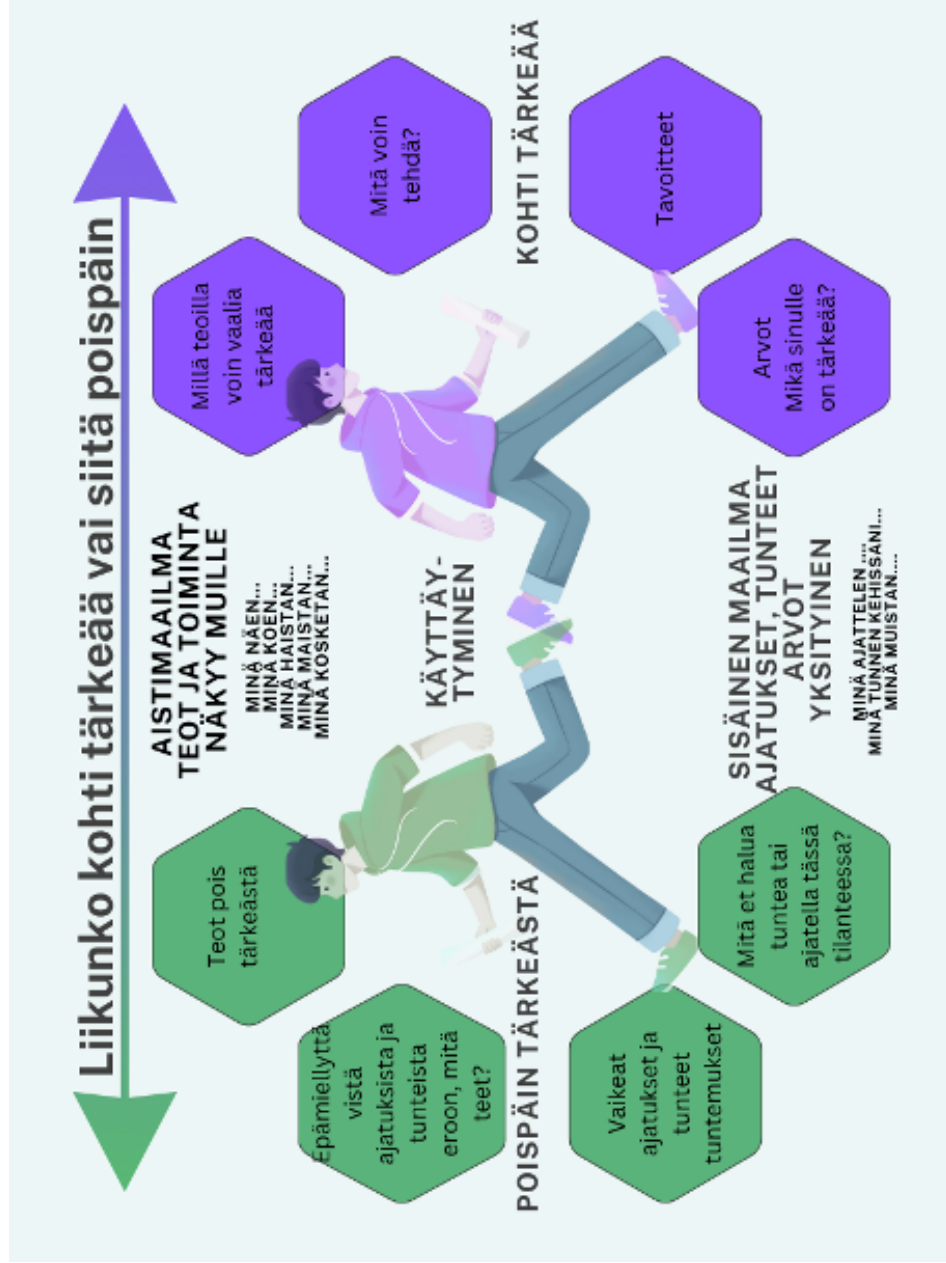 Liikunko kohti tärkeää vai siitä poispäin
AISTIMAAILMA
TEOT JA TOIMINTA
NÄKYY MUILLE
MINÄ NÄEN...
MINÄ KOEN...
MINÄ HAISTAN...
MINÄ MAISTAN...
MINÄ KOSKETAN...
Teot pois
tärkeästä
Millä teoilla
voin vaalia
tärkeää
Epämiellyttä
vistä
ajatuksista ja
tunteista
eroon, mitä
teet?
Mitä voin
tehdä?
KÄYTTÄY-
TYMINEN
POISPÄIN TÄRKEÄSTÄ
KOHTI TÄRKEÄÄ
Vaikeat
ajatukset ja
tunteet
tuntemukset
Tavoitteet
Mitä et halua
tuntea tai
ajatella tässä
tilanteessa?
SISÄINEN MAAILMA
AJATUKSET, TUNTEET
ARVOT
YKSITYINEN
MINÄ AJATTELEN ....
MINÄ TUNNEN KEHISSÄNI...
MINÄ MUISTAN....
Arvot
Mikä sinulle
on tärkeää?